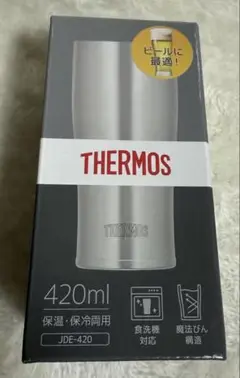 ビールに
最適！
THERMOS
THERMOS
420ml
保温・保冷両用
JDE-420
食洗機
対応
魔法びん
構造